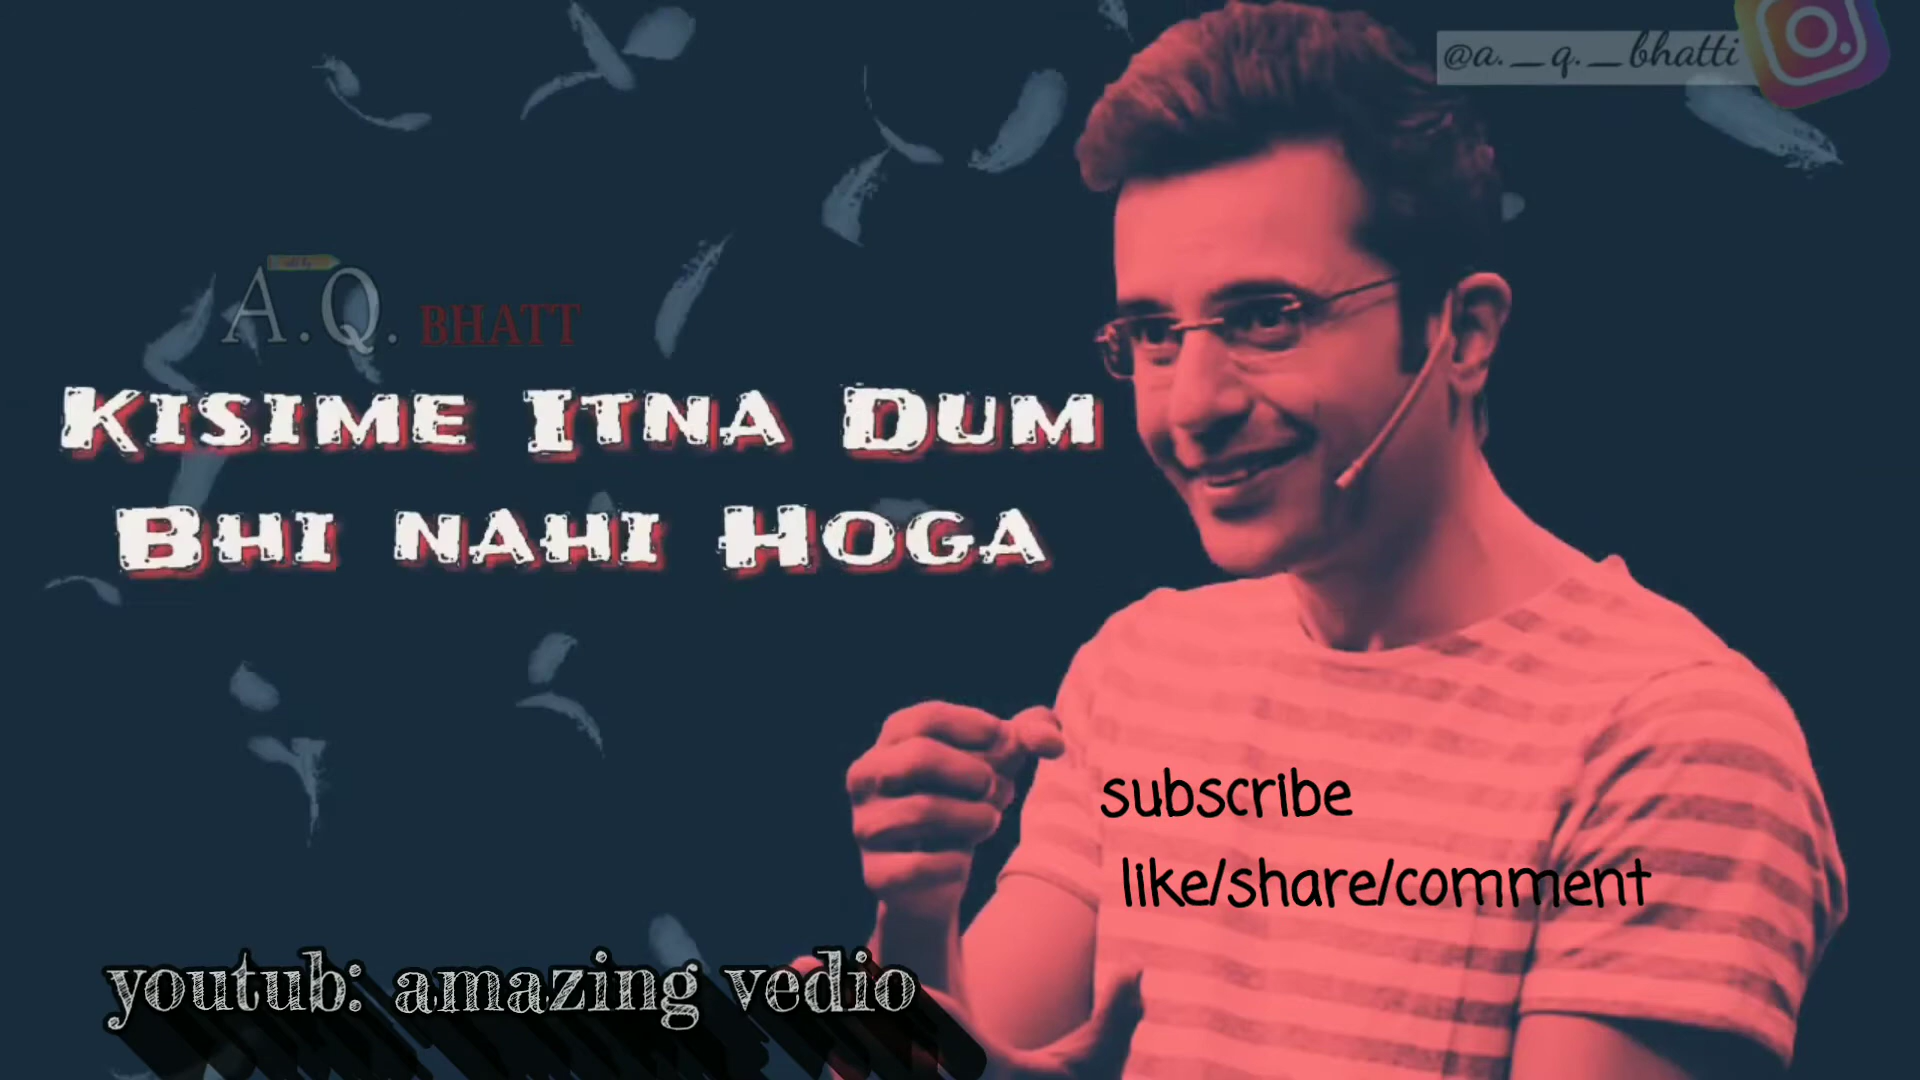 @a._q._bhatti
A.Q. BHATT
Kisime Itna Dum
Bhi nahi Hoga
subscribe
like/share/comment
youtub: amazing vedio